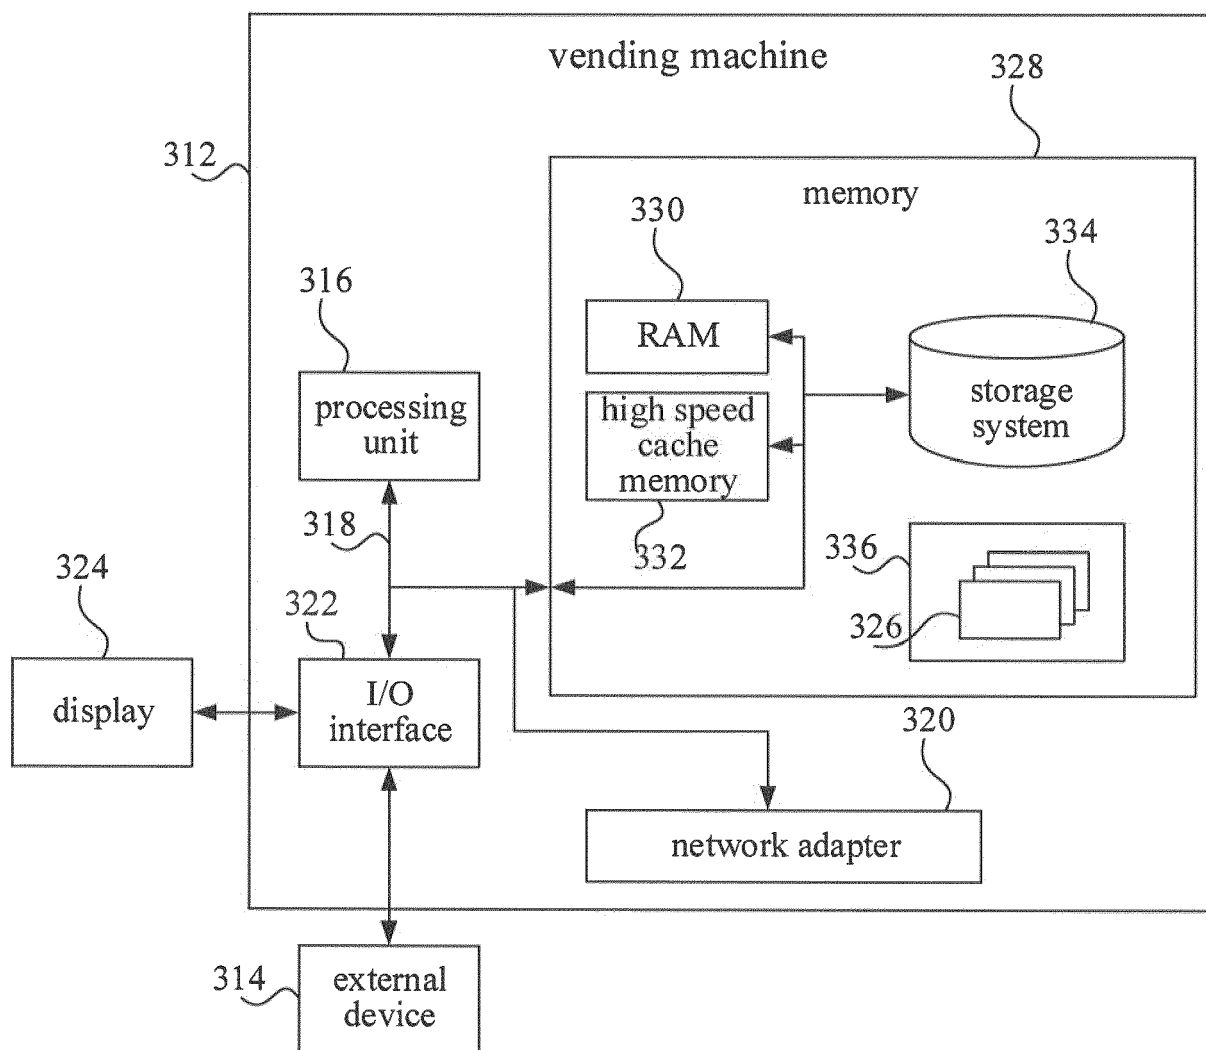 vending machine
328
312
memory
330
334
316
RAM
processing
unit
high speed
cache
memory
storage
system
318
332
336
324
322
326
display
I/O
interface
320
network adapter
314
external
device